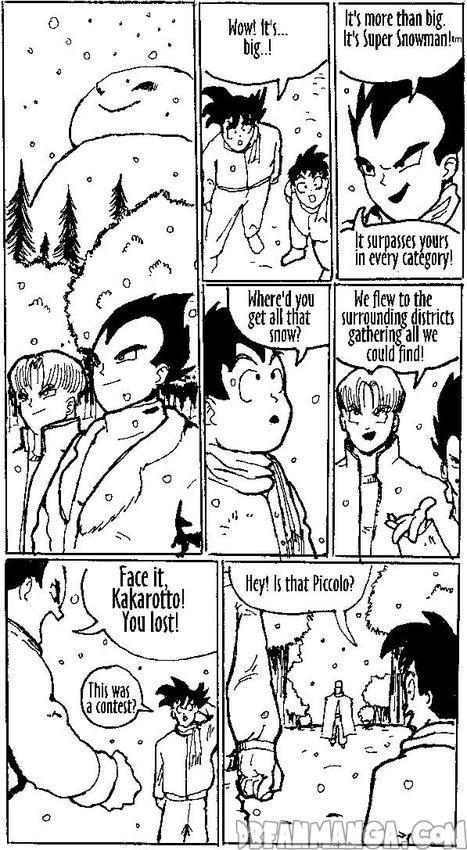 Wow! It's...
big..!
It's more than big.
It's Super Snowman!tm
It surpasses yours
in every category!
Where'd you
get all that
snow?
We flew to the
surrounding districts
gathering all we
could find!
Face it,
Kakarotto!
You lost!
This was
a contest?
Hey! Is that Piccolo?
DBFANMANGA.COM